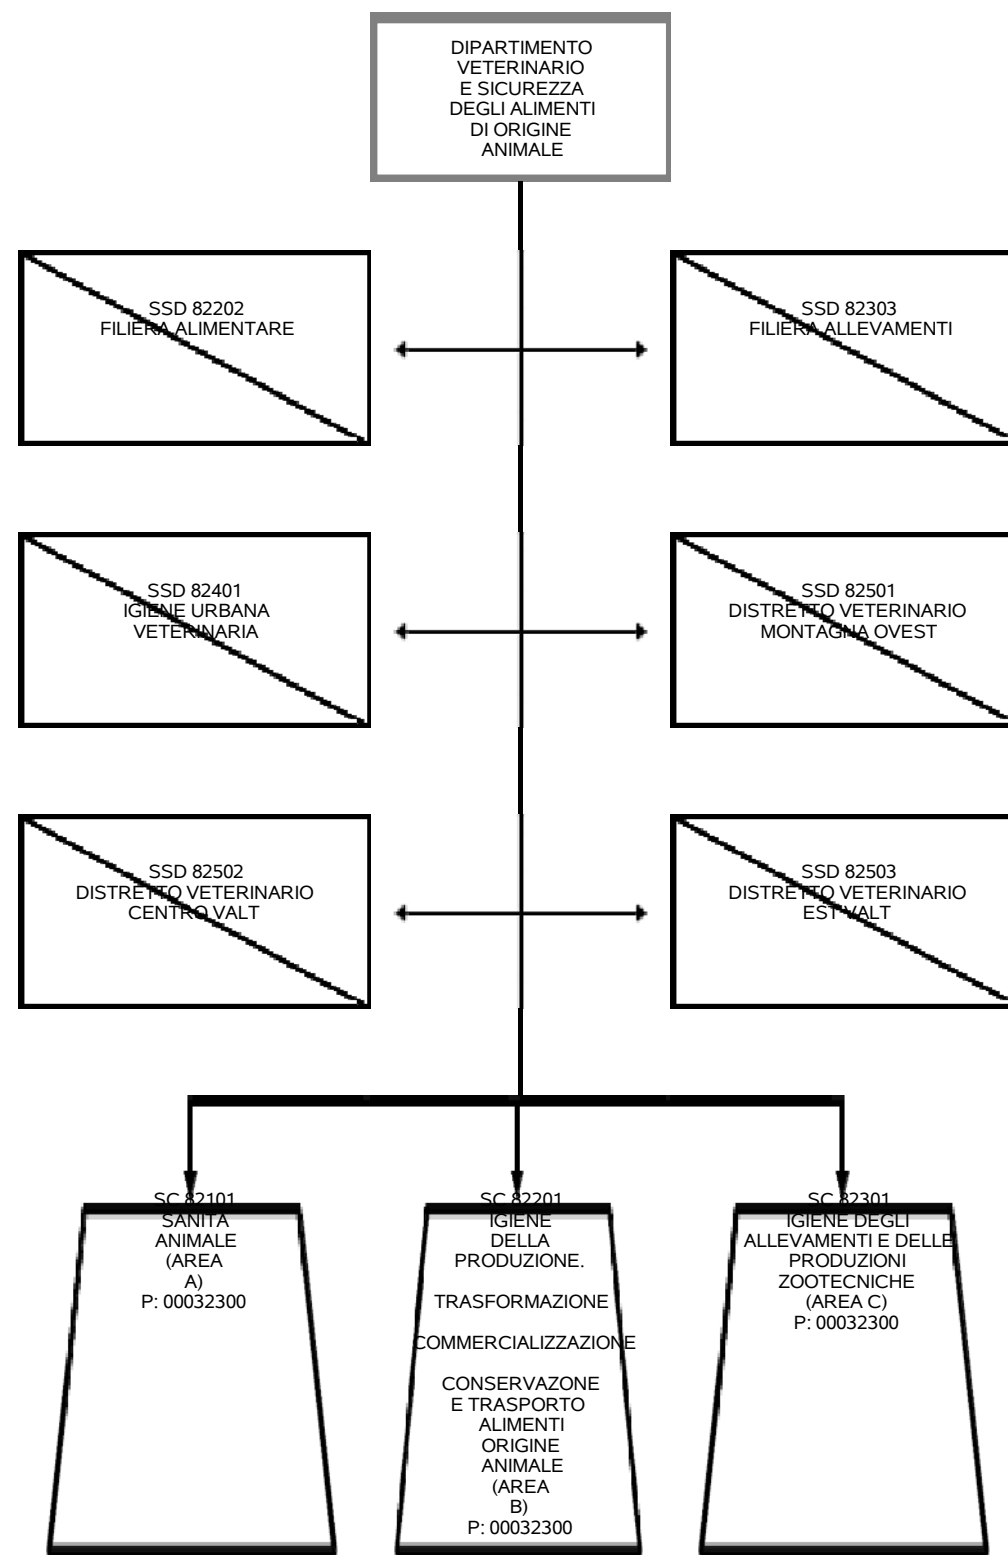 DIPARTIMENTO
VETERINARIO
E SICUREZZA
DEGLI ALIMENTI
DI ORIGINE
ANIMALE
SSD 82202
FILIERA ALIMENTARE
SSD 82303
FILIERA ALLEVAMENTI
SSD 82401
IGIENE URBANA
VETERINARIA
SSD 82501
DISTRETTO VETERINARIO
MONTAGNA OVEST
SSD 82502
DISTRETTO VETERINARIO
CENTRO VALT
SSD 82503
DISTRETTO VETERINARIO
EST VALT
SC 82101
SANITA
ANIMALE
(AREA
A)
P: 00032300
SC 82201
IGIENE
DELLA
PRODUZIONE.
TRASFORMAZIONE
COMMERCIALIZZAZIONE
CONSERVAZONE
E TRASPORTO
ALIMENTI
ORIGINE
ANIMALE
(AREA
B)
P: 00032300
SC 82301
IGIENE DEGLI
ALLEVAMENTI E DELLE
PRODUZIONI
ZOOTECNICHE
(AREA C)
P: 00032300